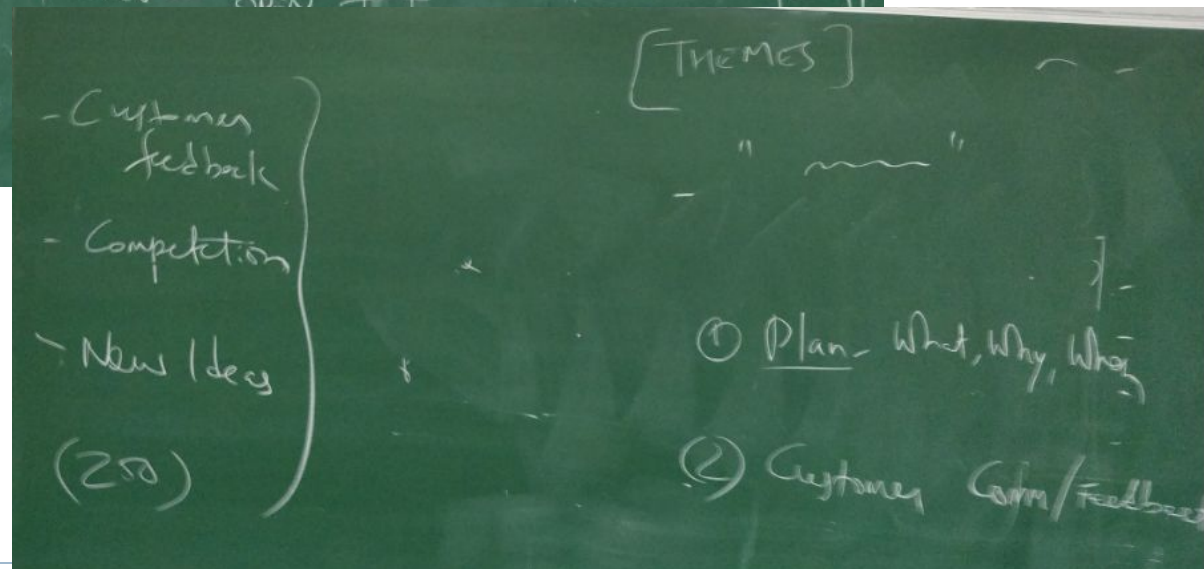 - Customer
feedback
- Competition
- New Ideas
(250)
[THEMES]
" "
① Plan - What, Why, When
② Customer Comm/Feedback